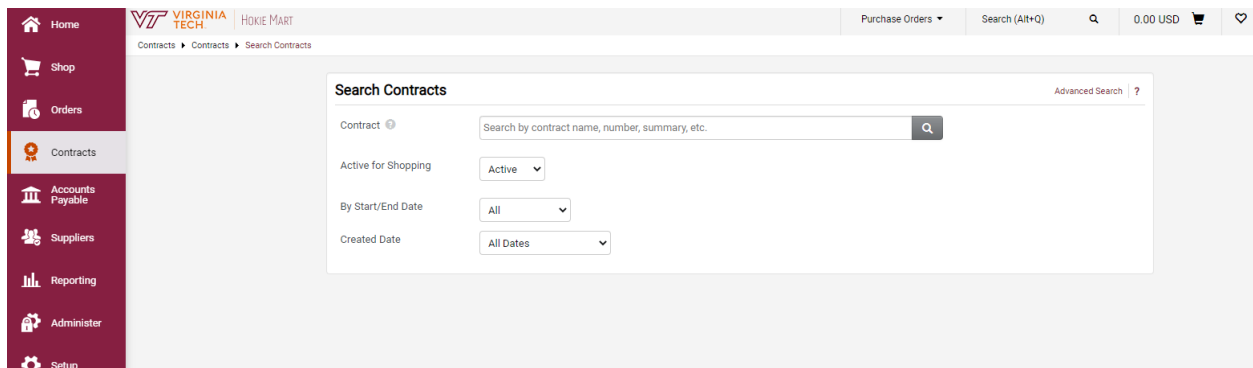 Home
VT VIRGINIA TECH. HOKIE MART
Purchase Orders
Search (Alt+Q)
0.00 USD
Contracts Contracts Search Contracts
Shop
Orders
Contracts
Accounts Payable
Suppliers
Reporting
Administer
Setup
Search Contracts
Advanced Search ?
Contract ?
Search by contract name, number, summary, etc.
Active for Shopping
Active
By Start/End Date
All
Created Date
All Dates